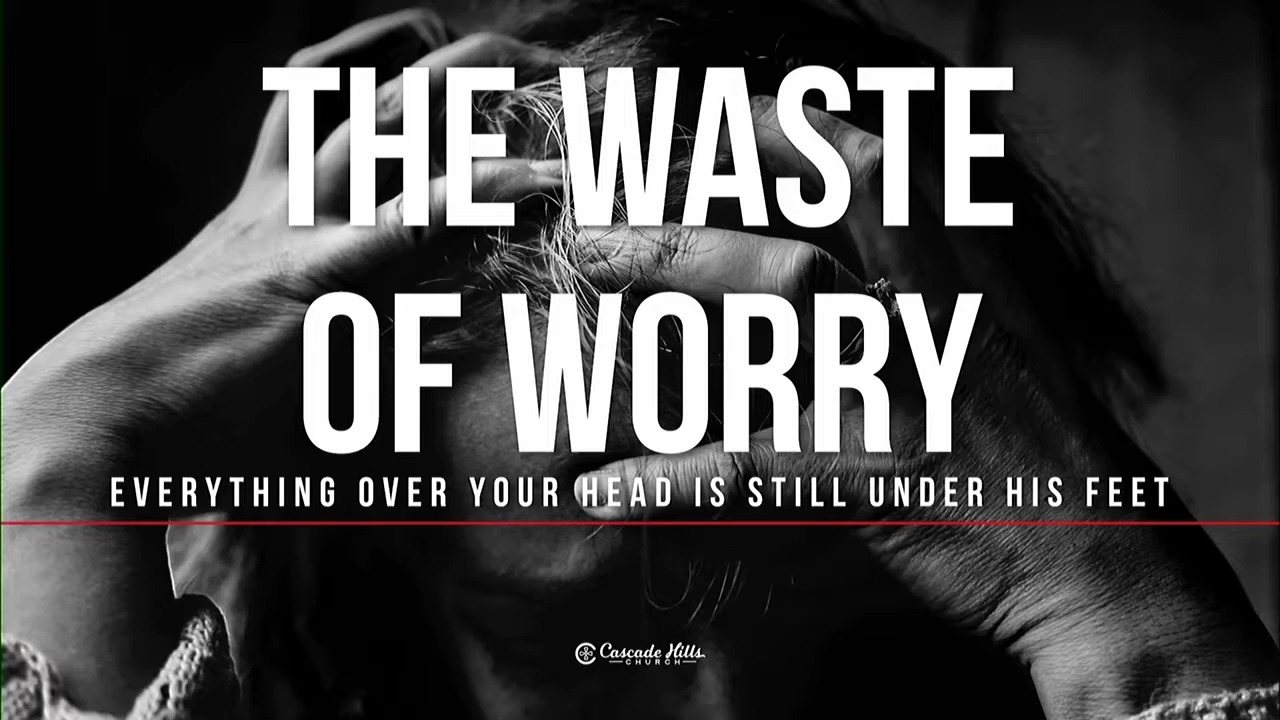 THE WASTE
OF WORRY
EVERYTHING OVER YOUR HEAD IS STILL UNDER HIS FEET
Cascade Hills
CHURCH